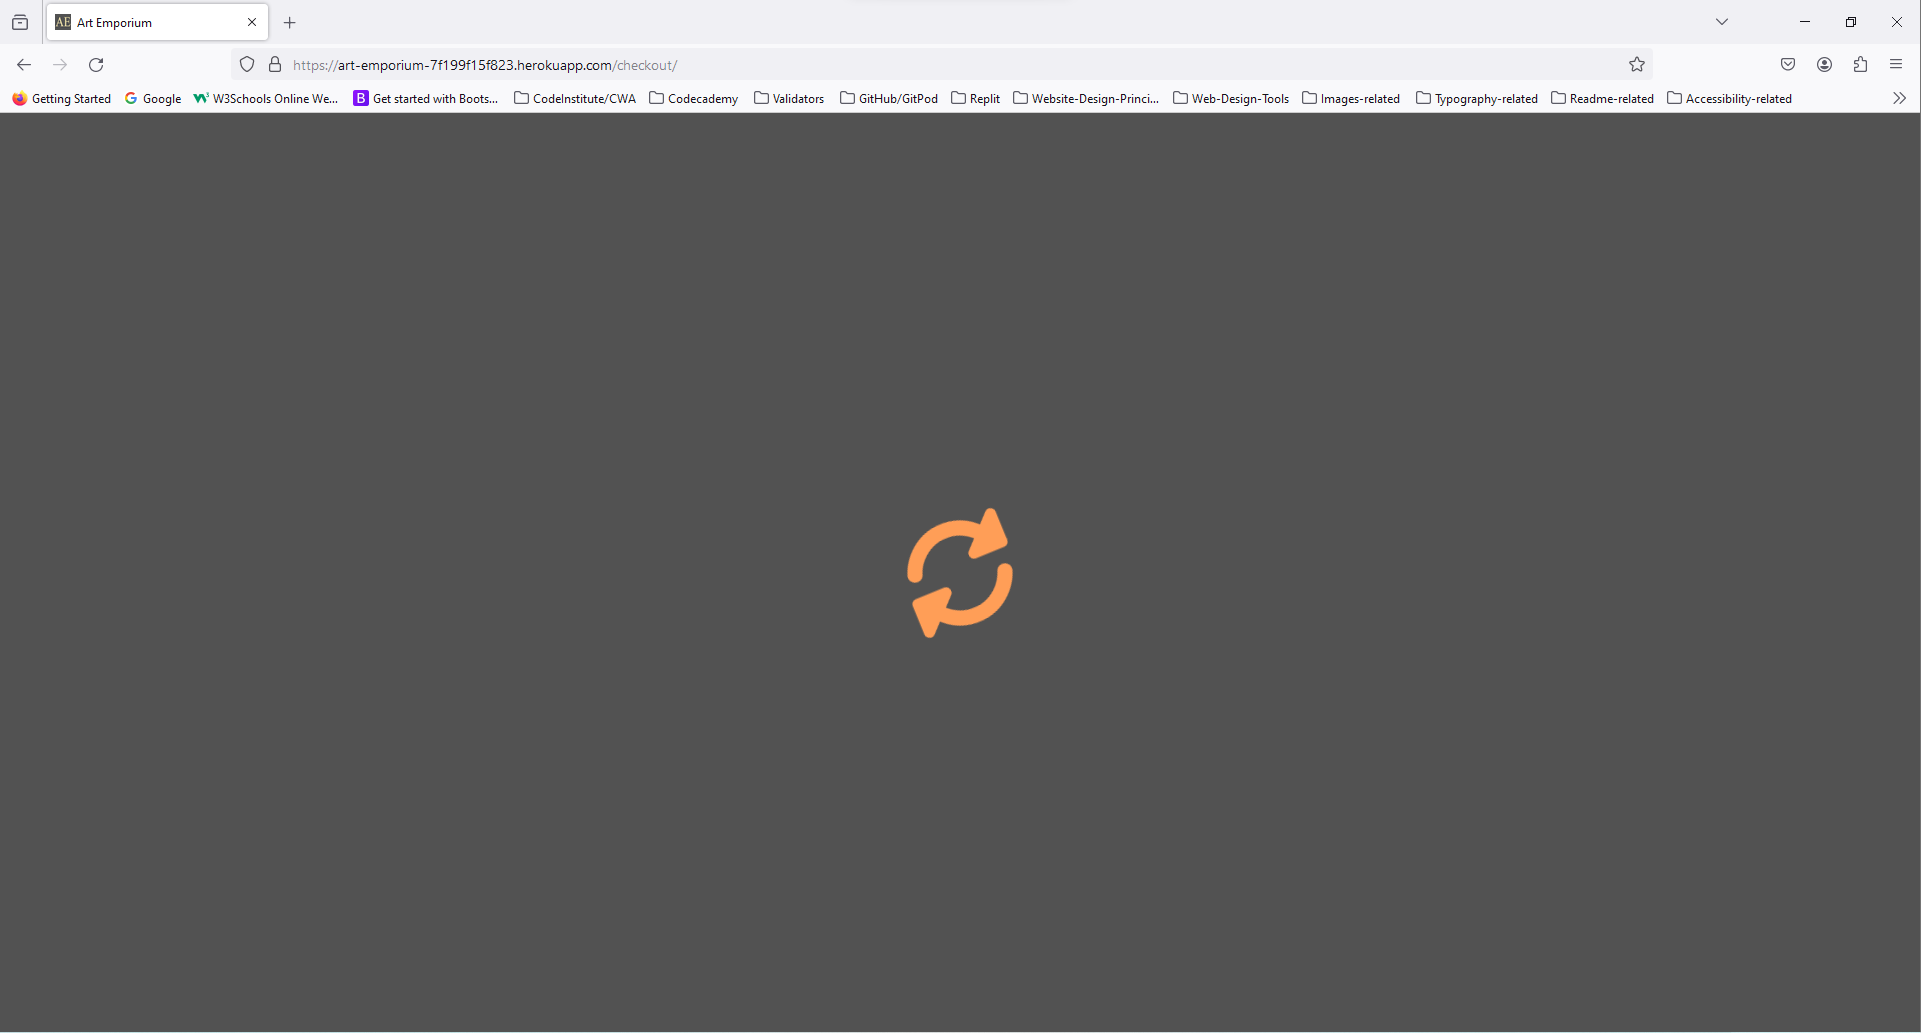 AE Art Emporium
https://art-emporium-7f199f15f823.herokuapp.com/checkout/
Getting Started Google W3Schools Online We... B Get started with Boots... CodeInstitute/CWA Codecademy Validators GitHub/GitPod Replit Website-Design-Princi... Web-Design-Tools Images-related Typography-related Readme-related Accessibility-related